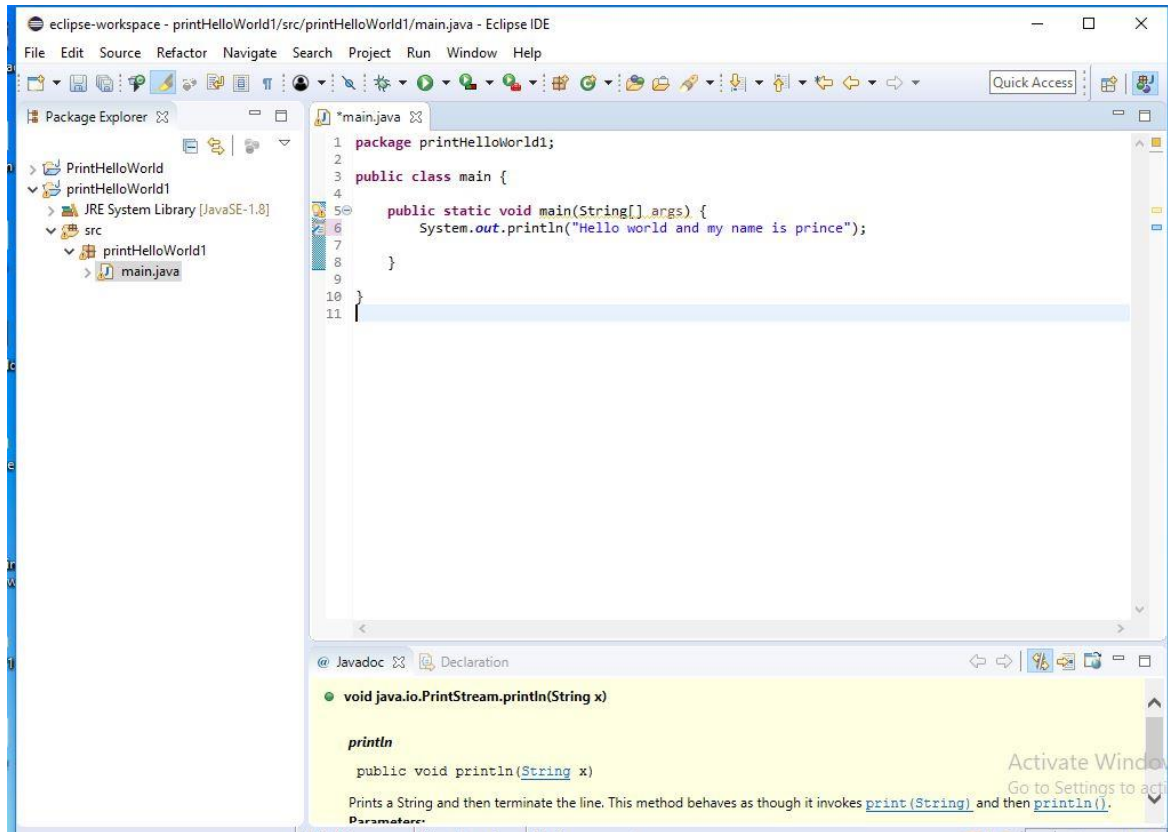 eclipse-workspace - printHelloWorld1/src/printHelloWorld1/main.java - Eclipse IDE
File Edit Source Refactor Navigate Search Project Run Window Help
Quick Access
Package Explorer
*main.java
PrintHelloWorld
printHelloWorld1
JRE System Library [JavaSE-1.8]
src
printHelloWorld1
main.java
1 package printHelloWorld1;
2
3 public class main {
4
5 public static void main(String[] args) {
6 System.out.println("Hello world and my name is prince");
7
8 }
9
10 }
11
@ Javadoc Declaration
void java.io.PrintStream.println(String x)
println
public void println(String x)
Prints a String and then terminate the line. This method behaves as though it invokes print(String) and then println().
Parameters:
Activate Windo
Go to Settings to acti